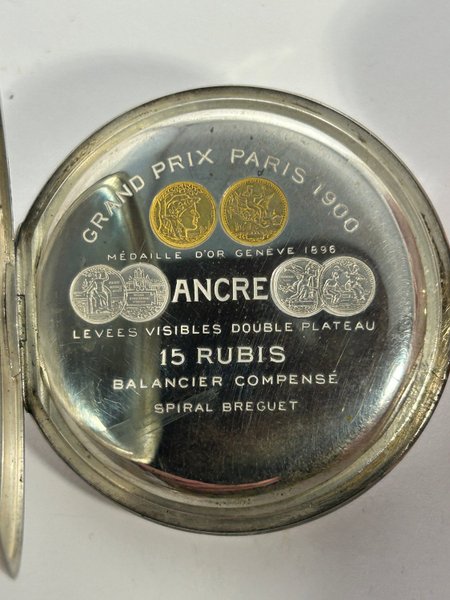 GRAND PRIX PARIS 1900
MÉDAILLE D'OR GENÈVE 1896
ANCRE
LEVEES VISIBLES DOUBLE PLATEAU
15 RUBIS
BALANCIER COMPENSÉ
SPIRAL BREGUET